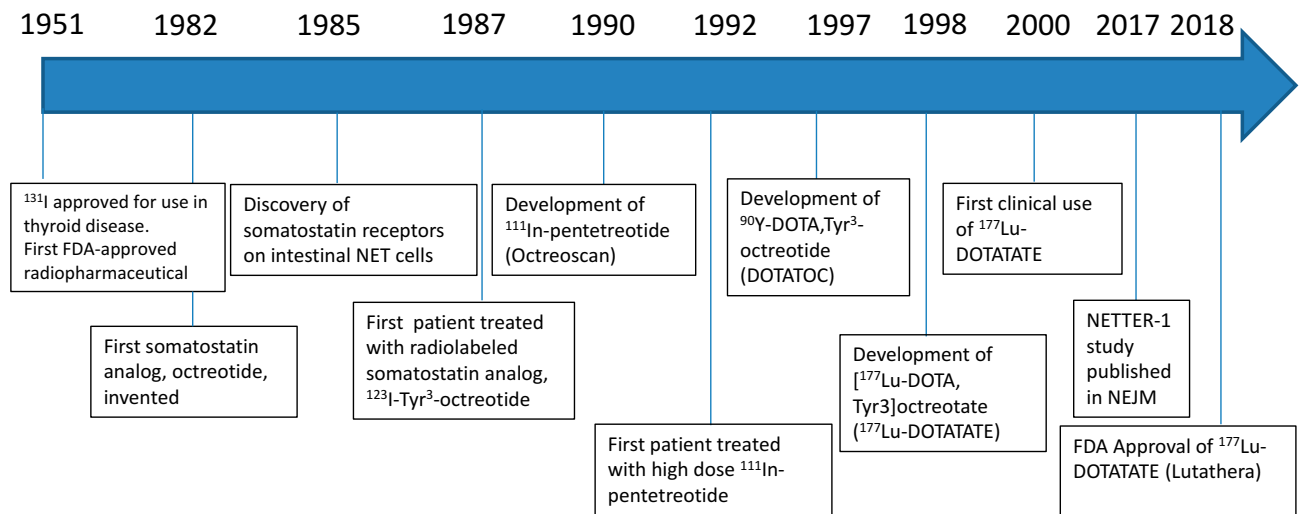 1951 1982 1985 1987 1990 1992 1997 1998 2000 2017 2018
¹³¹I approved for use in
thyroid disease.
First FDA-approved
radiopharmaceutical
First somatostatin
analog, octreotide,
invented
Discovery of
somatostatin receptors
on intestinal NET cells
First patient treated
with radiolabeled
somatostatin analog,
¹²³I-Tyr³-octreotide
Development of
¹¹¹In-pentetreotide
(Octreoscan)
First patient treated
with high dose ¹¹¹In-
pentetreotide
Development of
⁹⁰Y-DOTA,Tyr³-
octreotide
(DOTATOC)
Development of
[¹⁷⁷Lu-DOTA,
Tyr3]octreotate
(¹⁷⁷Lu-DOTATATE)
First clinical use
of ¹⁷⁷Lu-
DOTATATE
NETTER-1
study
published
in NEJM
FDA Approval of ¹⁷⁷Lu-
DOTATATE (Lutathera)